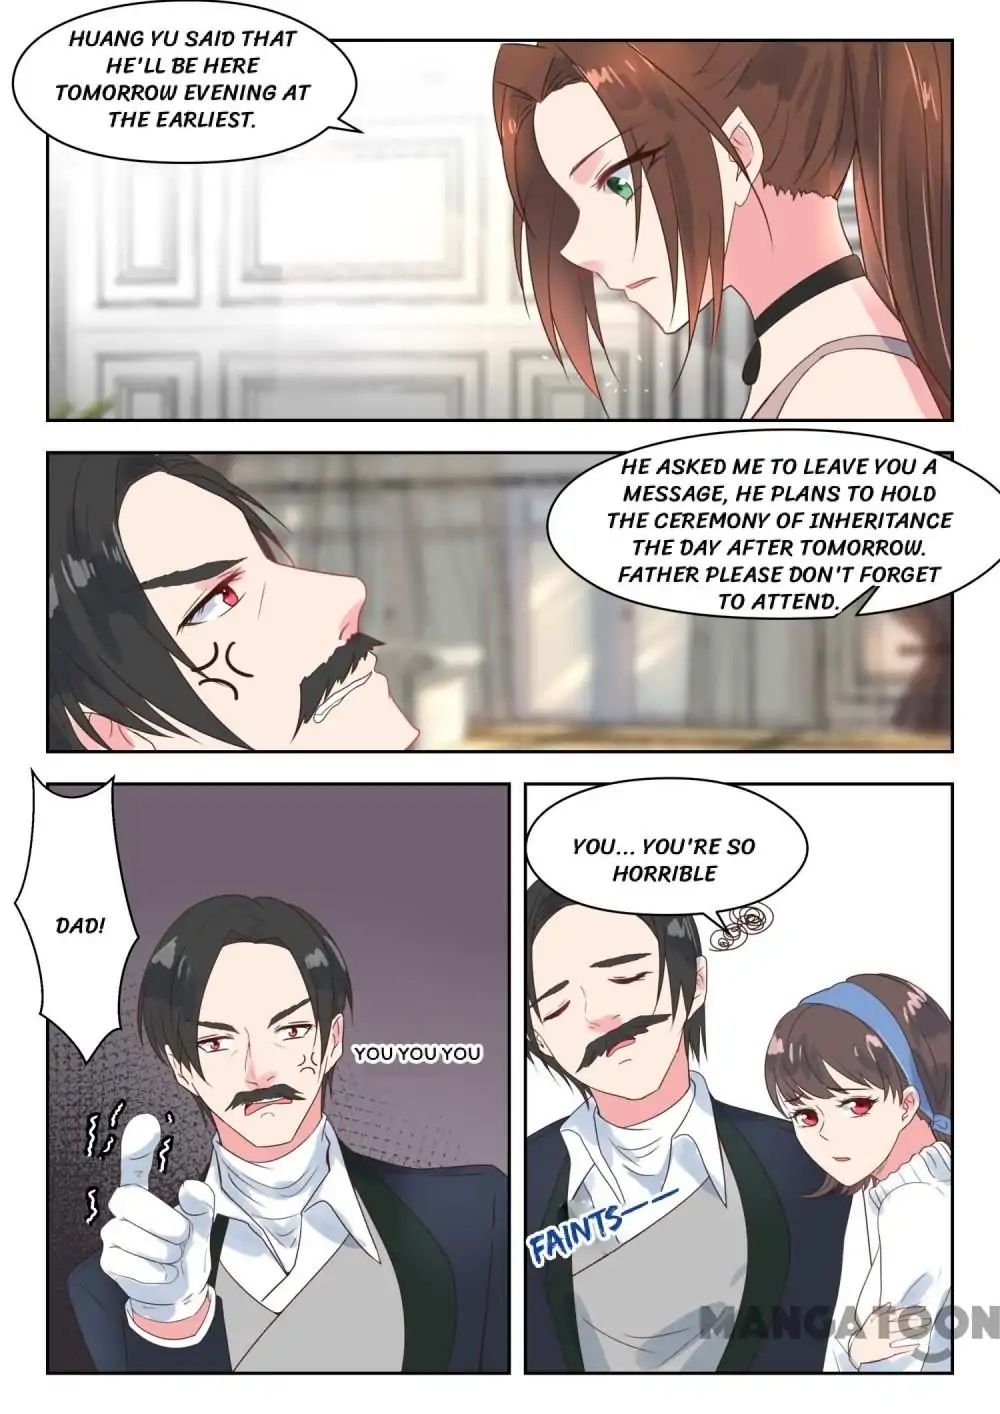 HUANG YU SAID THAT
HE'LL BE HERE
TOMORROW EVENING AT
THE EARLIEST.
HE ASKED ME TO LEAVE YOU A
MESSAGE, HE PLANS TO HOLD
THE CEREMONY OF INHERITANCE
THE DAY AFTER TOMORROW.
FATHER PLEASE DON'T FORGET
TO ATTEND.
DAD!
YOU YOU YOU
YOU... YOU'RE SO
HORRIBLE
FAINTS——
MANGATOON